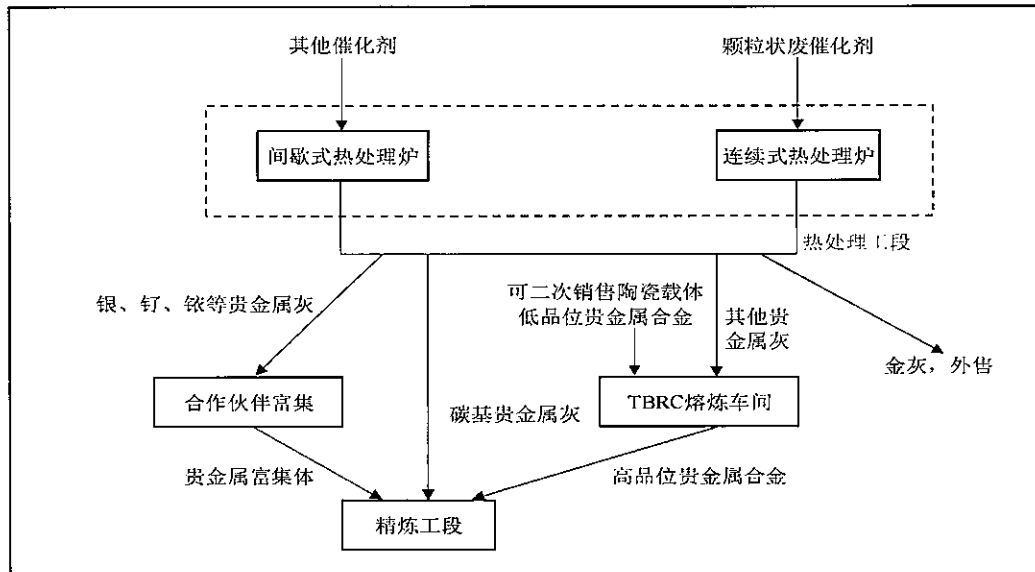 其他催化剂
颗粒状废催化剂
间歇式热处理炉
连续式热处理炉
热处理工段
银、钌、铱等贵金属灰
可二次销售陶瓷载体
低品位贵金属合金
其他贵
金属灰
金灰，外售
合作伙伴富集
碳基贵金属灰
TBRC熔炼车间
贵金属富集体
高品位贵金属合金
精炼工段